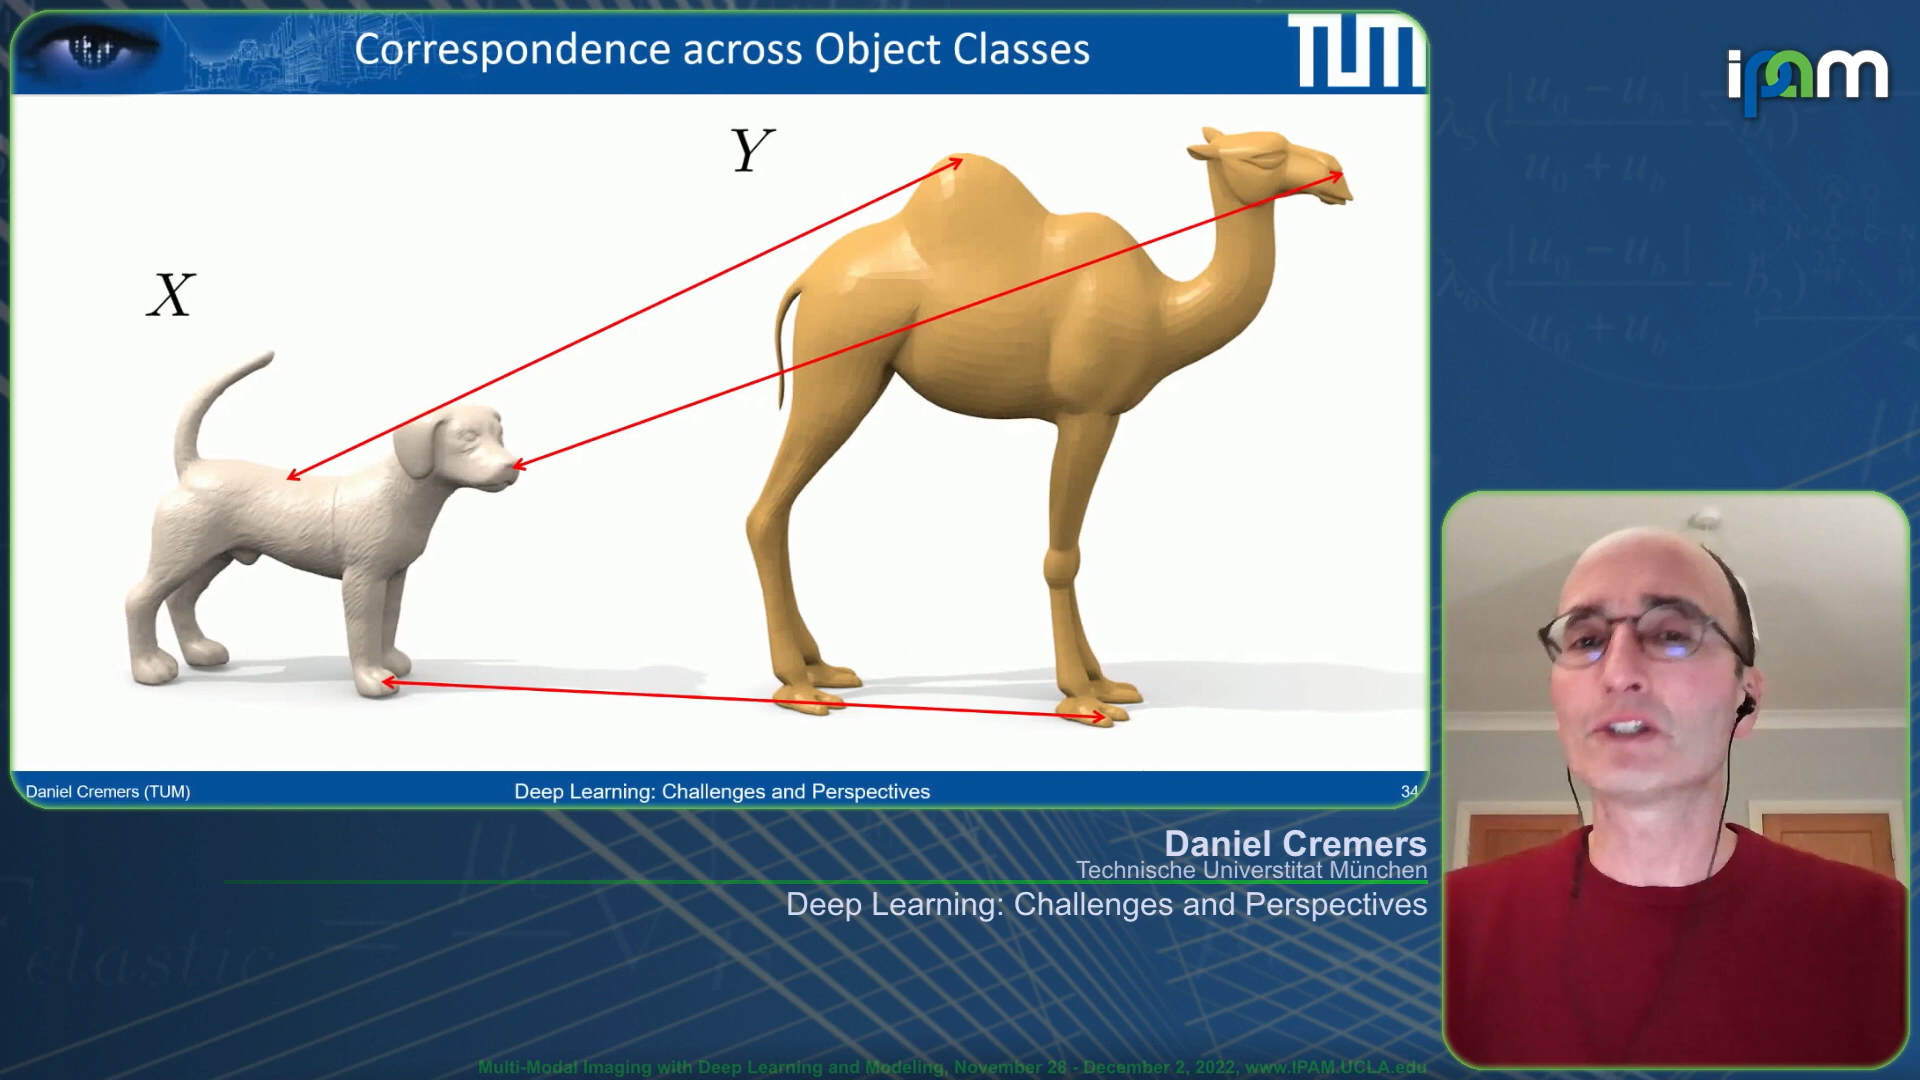 Correspondence across Object Classes
TUM
ipam
Y
X
Daniel Cremers (TUM)
Deep Learning: Challenges and Perspectives
34
Daniel Cremers
Technische Universtitat München
Deep Learning: Challenges and Perspectives
elastic
Multi-Modal Imaging with Deep Learning and Modeling, November 28 - December 2, 2022, www.IPAM.UCLA.edu